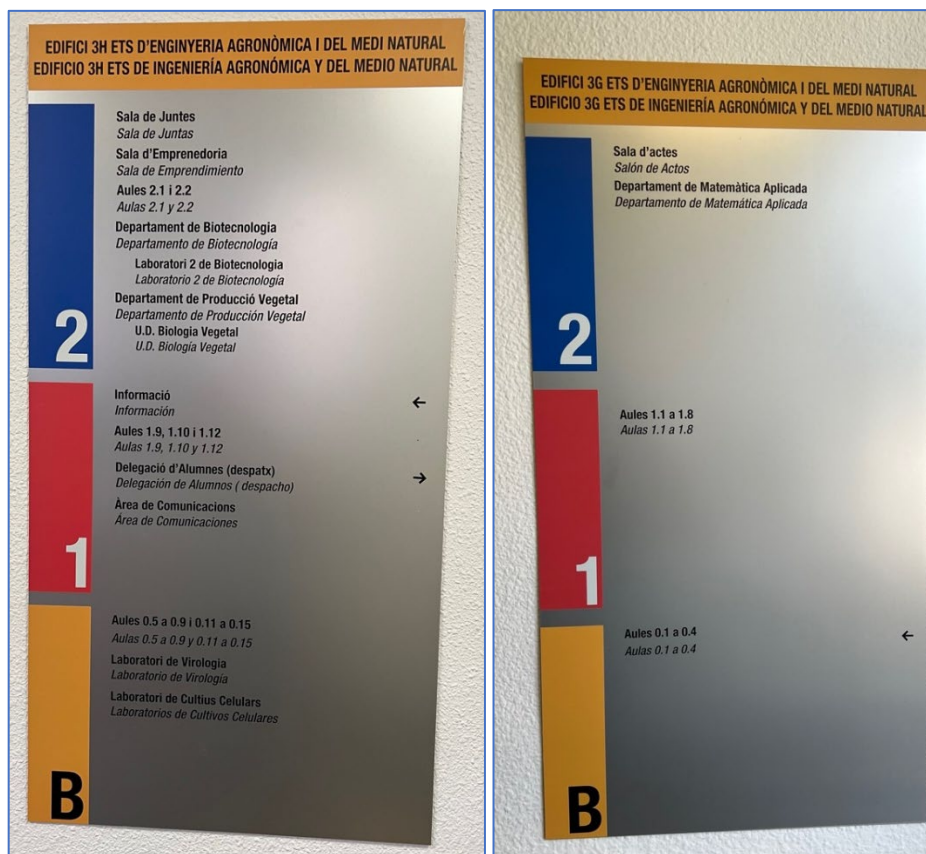 EDIFICI 3H ETS D'ENGINYERIA AGRONÒMICA I DEL MEDI NATURAL
EDIFICIO 3H ETS DE INGENIERÍA AGRONÓMICA Y DEL MEDIO NATURAL
Sala de Juntes
Sala de Juntas
Sala d'Emprenedoria
Sala de Emprendimiento
Aules 2.1 i 2.2
Aulas 2.1 y 2.2
Departament de Biotecnologia
Departamento de Biotecnología
Laboratori 2 de Biotecnologia
Laboratorio 2 de Biotecnología
Departament de Producció Vegetal
Departamento de Producción Vegetal
U.D. Biologia Vegetal
U.D. Biología Vegetal
2
Informació
Información
Aules 1.9, 1.10 i 1.12
Aulas 1.9, 1.10 y 1.12
Delegació d'Alumnes (despatx)
Delegación de Alumnos ( despacho)
Àrea de Comunicacions
Área de Comunicaciones
1
Aules 0.5 a 0.9 i 0.11 a 0.15
Aulas 0.5 a 0.9 y 0.11 a 0.15
Laboratori de Virologia
Laboratorio de Virología
Laboratori de Cultius Celulars
Laboratorios de Cultivos Celulares
B
EDIFICI 3G ETS D'ENGINYERIA AGRONÒMICA I DEL MEDI NATURAL
EDIFICIO 3G ETS DE INGENIERÍA AGRONÓMICA Y DEL MEDIO NATURAL
Sala d'actes
Salón de Actos
Departament de Matemàtica Aplicada
Departamento de Matemática Aplicada
2
Aules 1.1 a 1.8
Aulas 1.1 a 1.8
1
Aules 0.1 a 0.4
Aulas 0.1 a 0.4
B